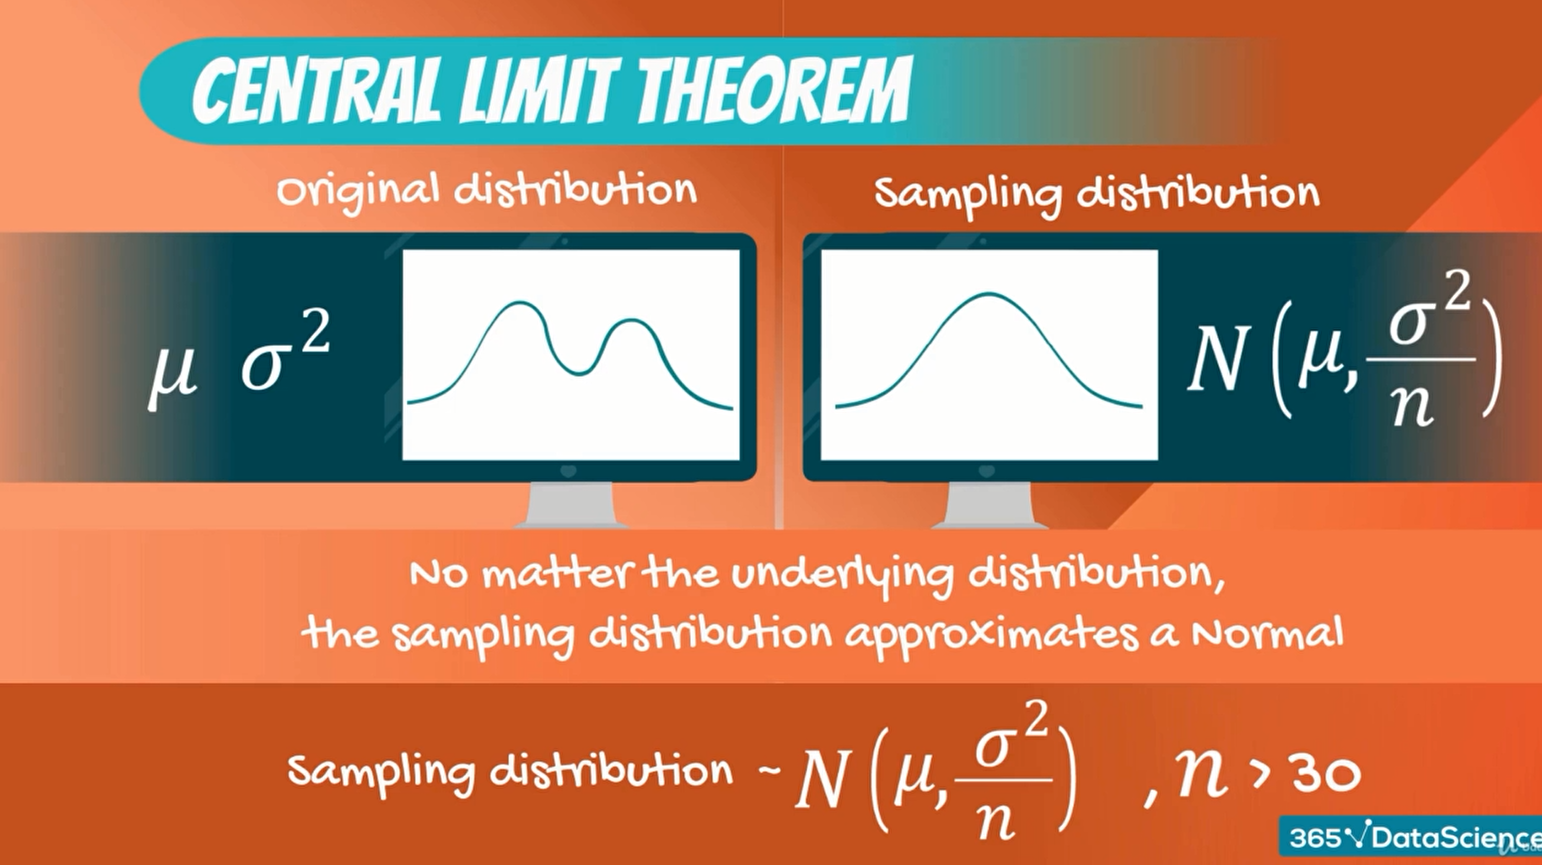 CENTRAL LIMIT THEOREM
Original distribution
Sampling distribution
μ σ²
N(μ, σ²/n)
No matter the underlying distribution,
the sampling distribution approximates a Normal
Sampling distribution ~ N(μ, σ²/n) , n > 30
365 DataScience